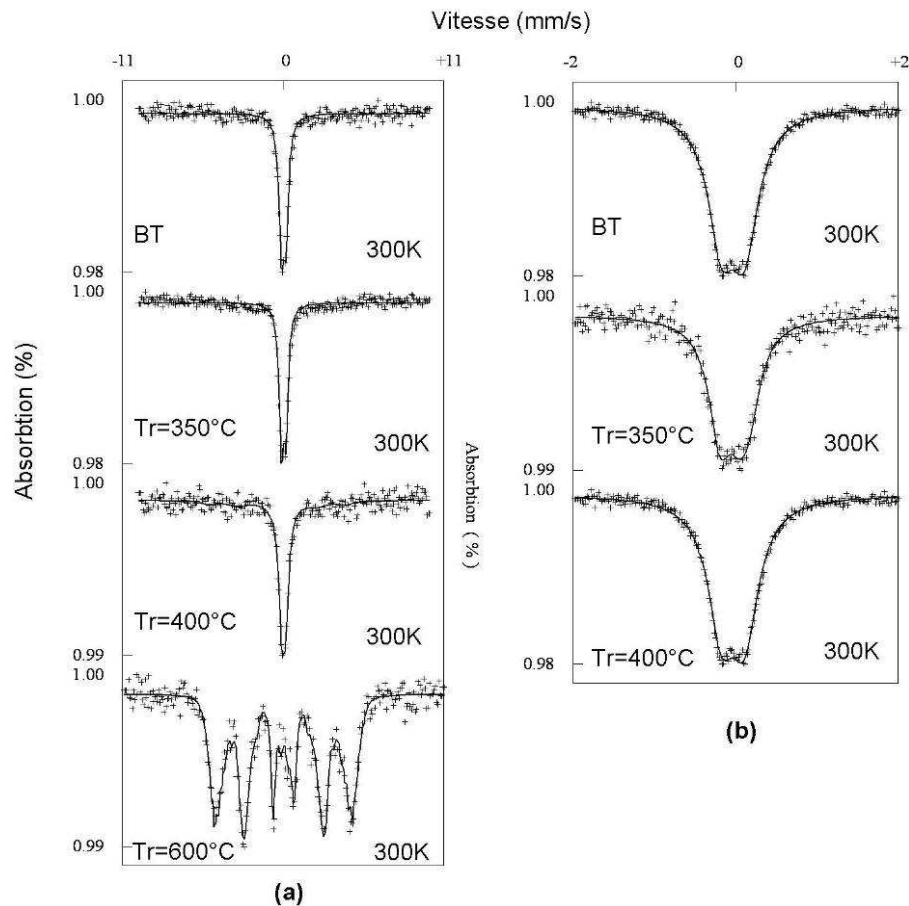 Vitesse (mm/s)
-11 0 +11
Absorbtion (%)
1.00
BT 300K
0.98
1.00
Tr=350°C 300K
0.98
1.00
Tr=400°C 300K
0.99
1.00
Tr=600°C 300K
0.99
(a)
-2 0 +2
Absorbtion (%)
1.00
BT 300K
0.98
1.00
Tr=350°C 300K
0.99
1.00
Tr=400°C 300K
0.98
(b)